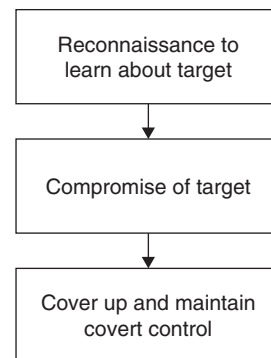 Reconnaissance to
learn about target
Compromise of target
Cover up and maintain
covert control